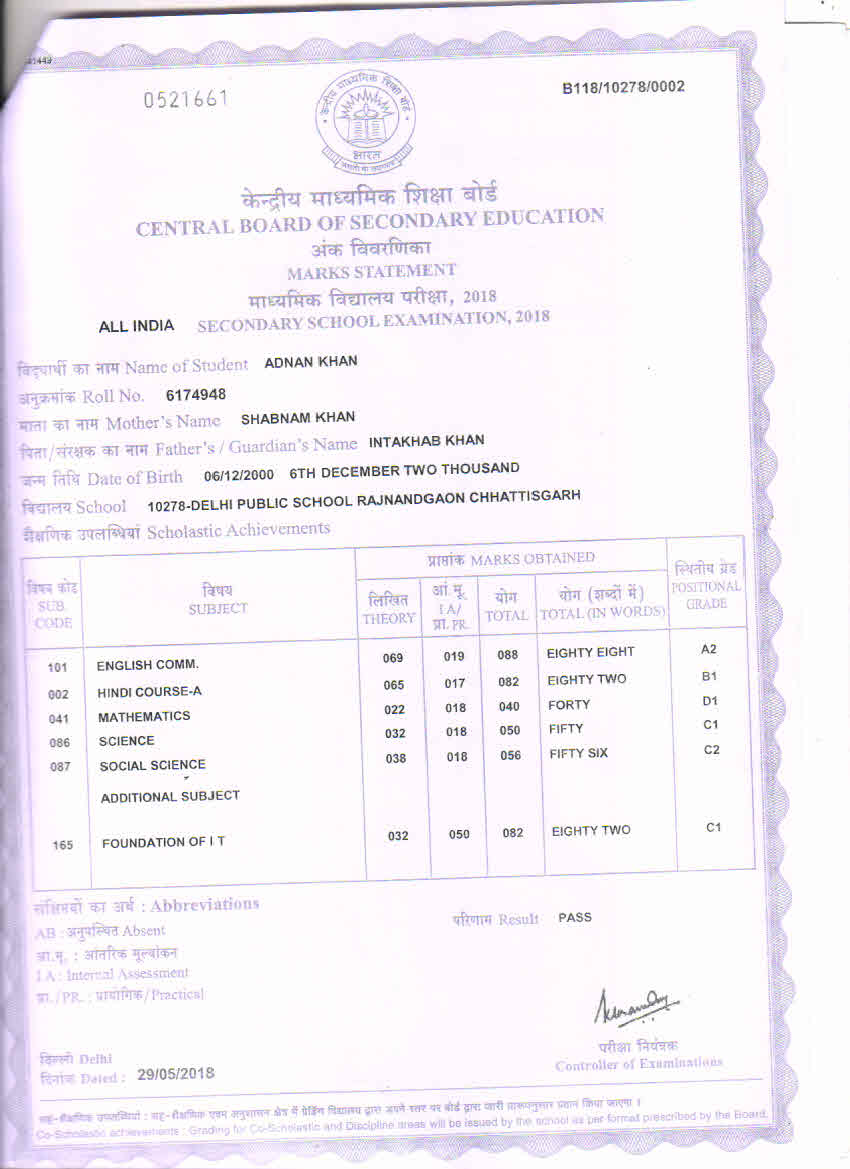 41449
0521661
B118/10278/0002
केन्द्रीय माध्यमिक शिक्षा बोर्ड
भारत
केन्द्रीय माध्यमिक शिक्षा बोर्ड
CENTRAL BOARD OF SECONDARY EDUCATION
अंक विवरणिका
MARKS STATEMENT
माध्यमिक विद्यालय परीक्षा, 2018
ALL INDIA SECONDARY SCHOOL EXAMINATION, 2018
विद्यार्थी का नाम Name of Student ADNAN KHAN
अनुक्रमांक Roll No. 6174948
माता का नाम Mother's Name SHABNAM KHAN
पिता/संरक्षक का नाम Father's / Guardian's Name INTAKHAB KHAN
जन्म तिथि Date of Birth 06/12/2000 6TH DECEMBER TWO THOUSAND
विद्यालय School 10278-DELHI PUBLIC SCHOOL RAJNANDGAON CHHATTISGARH
शैक्षणिक उपलब्धियां Scholastic Achievements
विषय कोड SUB. CODE विषय SUBJECT प्राप्तांक MARKS OBTAINED स्थितीय ग्रेड POSITIONAL GRADE
लिखित THEORY आं.मू. I A/ प्रा. PR. योग TOTAL योग (शब्दों में) TOTAL (IN WORDS)
101 ENGLISH COMM. 069 019 088 EIGHTY EIGHT A2
002 HINDI COURSE-A 065 017 082 EIGHTY TWO B1
041 MATHEMATICS 022 018 040 FORTY D1
086 SCIENCE 032 018 050 FIFTY C1
087 SOCIAL SCIENCE 038 018 056 FIFTY SIX C2
ADDITIONAL SUBJECT
165 FOUNDATION OF I T 032 050 082 EIGHTY TWO C1
संक्षिप्तियों का अर्थ : Abbreviations
परिणाम Result PASS
AB : अनुपस्थित Absent
आ.मू. : आंतरिक मूल्यांकन
I A : Internal Assessment
प्रा./PR. : प्रायोगिक/Practical
परीक्षा नियंत्रक
Controller of Examinations
दिल्ली Delhi
दिनांक Dated : 29/05/2018
सह-शैक्षणिक उपलब्धियां : सह-शैक्षणिक एवम अनुशासन क्षेत्र में ग्रेडिंग विद्यालय द्वारा अपने स्तर पर बोर्ड द्वारा जारी प्रारूपनुसार प्रदान किया जाएगा ।
Co-Scholastic achievements : Grading for Co-Scholastic and Discipline areas will be issued by the school as per format prescribed by the Board.